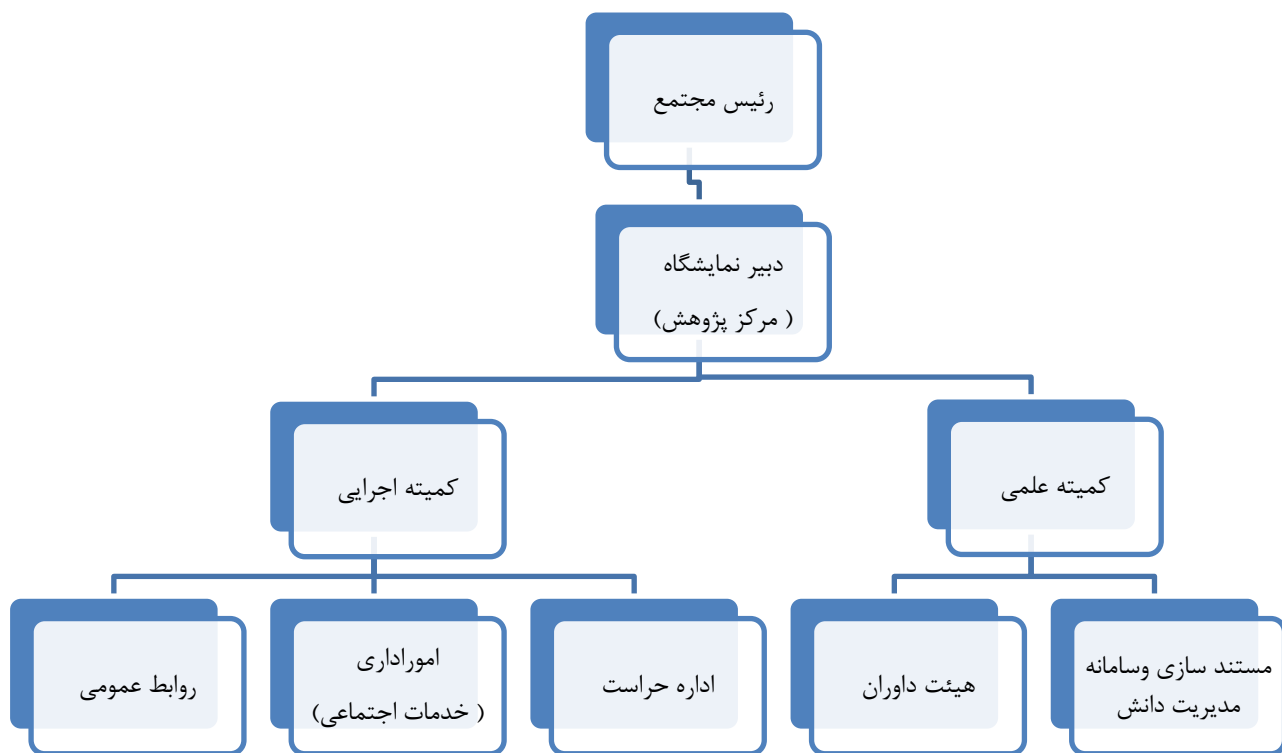 رئیس مجتمع
دبیر نمایشگاه
( مرکز پژوهش)
کمیته علمی
کمیته اجرایی
مستند سازی وسامانه
مدیریت دانش
هیئت داوران
اداره حراست
اموراداری
( خدمات اجتماعی)
روابط عمومی